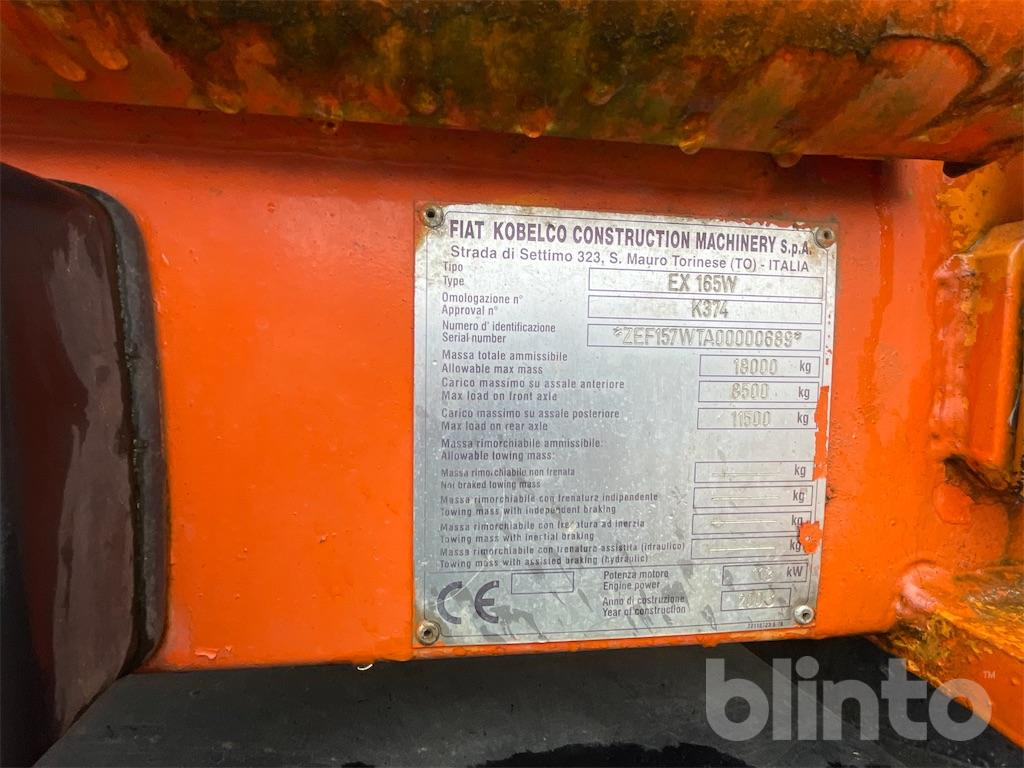 FIAT KOBELCO CONSTRUCTION MACHINERY S.p.A.
Strada di Settimo 323, S. Mauro Torinese (TO) - ITALIA
Tipo
Type
EX 165W
Omologazione n°
Approval n°
K374
Numero d' identificazione
Serial number
*ZEF157WTA00000689*
Massa totale ammissibile
Allowable max mass
18000 kg
Carico massimo su assale anteriore
Max load on front axle
8500 kg
Carico massimo su assale posteriore
Max load on rear axle
11500 kg
Massa rimorchiabile ammissibile:
Allowable towing mass:
Massa rimorchiabile non frenata
Not braked towing mass
kg
Massa rimorchiabile con frenatura indipendente
Towing mass with independent braking
kg
Massa rimorchiabile con frenatura ad inerzia
Towing mass with inertial braking
kg
Massa rimorchiabile con frenatura assistita (idraulico)
Towing mass with assisted braking (hydraulic)
kg
CE
Potenza motore
Engine power
kW
Anno di costruzione
Year of construction
2003
blinto™